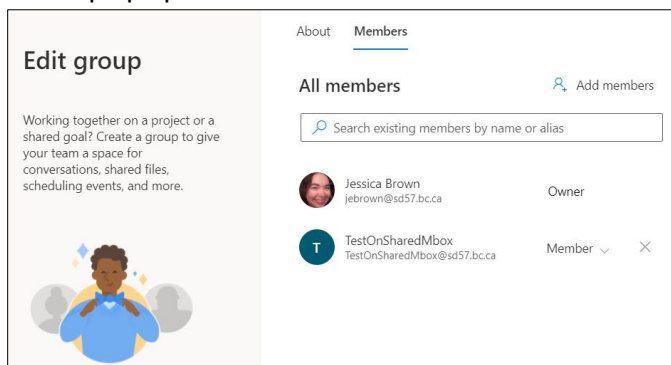 Edit group
Working together on a project or a
shared goal? Create a group to give
your team a space for
conversations, shared files,
scheduling events, and more.
About Members
All members Add members
Search existing members by name or alias
Jessica Brown
jebrown@sd57.bc.ca
Owner
T
TestOnSharedMbox
TestOnSharedMbox@sd57.bc.ca
Member